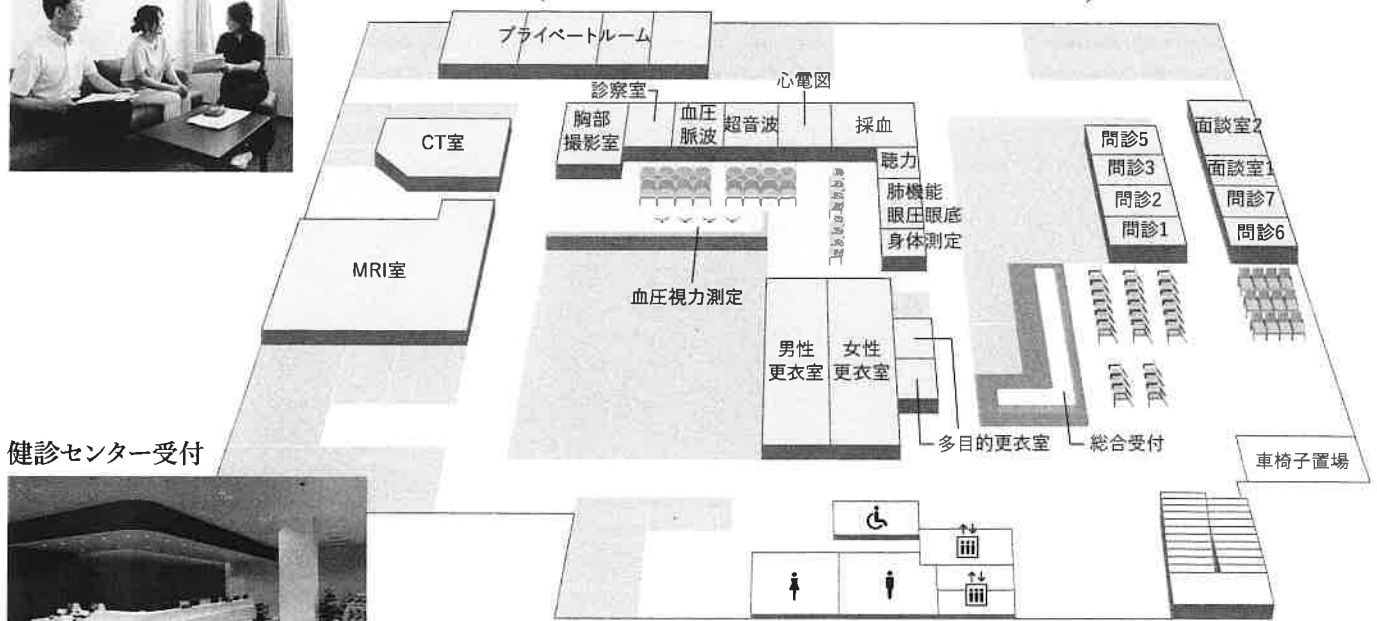 プライベートルーム
心電図
診察室
胸部
撮影室
血圧
脈波
超音波
採血
CT室
聴力
肺機能
眼圧眼底
身体測定
問診5
問診3
問診2
問診1
面談室2
面談室1
問診7
問診6
MRI室
血圧視力測定
男性
更衣室
女性
更衣室
多目的更衣室
総合受付
車椅子置場
健診センター受付